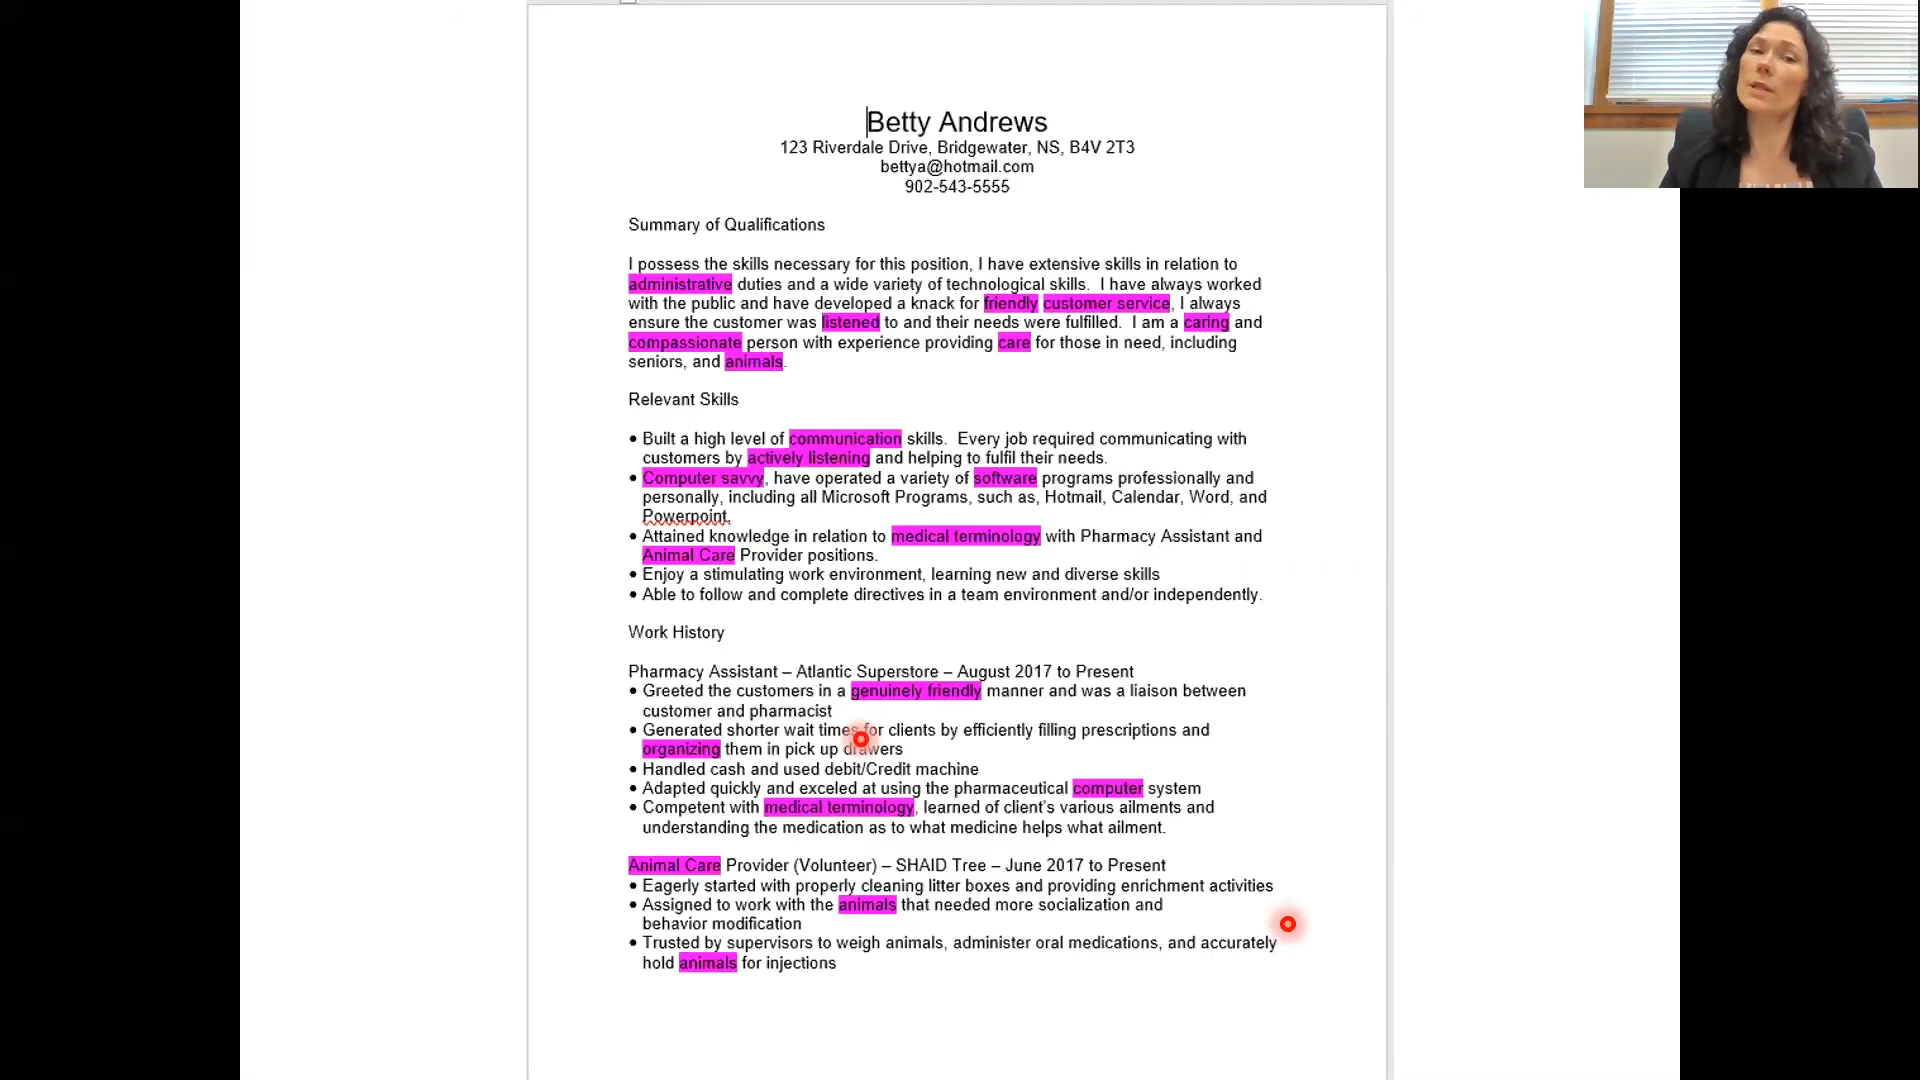 Betty Andrews
123 Riverdale Drive, Bridgewater, NS, B4V 2T3
bettya@hotmail.com
902-543-5555
Summary of Qualifications
I possess the skills necessary for this position, I have extensive skills in relation to
administrative duties and a wide variety of technological skills.  I have always worked
with the public and have developed a knack for friendly customer service, I always
ensure the customer was listened to and their needs were fulfilled.  I am a caring and
compassionate person with experience providing care for those in need, including
seniors, and animals.
Relevant Skills
• Built a high level of communication skills.  Every job required communicating with
customers by actively listening and helping to fulfil their needs.
• Computer savvy, have operated a variety of software programs professionally and
personally, including all Microsoft Programs, such as, Hotmail, Calendar, Word, and
Powerpoint.
• Attained knowledge in relation to medical terminology with Pharmacy Assistant and
Animal Care Provider positions.
• Enjoy a stimulating work environment, learning new and diverse skills
• Able to follow and complete directives in a team environment and/or independently.
Work History
Pharmacy Assistant – Atlantic Superstore – August 2017 to Present
• Greeted the customers in a genuinely friendly manner and was a liaison between
customer and pharmacist
• Generated shorter wait times for clients by efficiently filling prescriptions and
organizing them in pick up drawers
• Handled cash and used debit/Credit machine
• Adapted quickly and exceled at using the pharmaceutical computer system
• Competent with medical terminology, learned of client's various ailments and
understanding the medication as to what medicine helps what ailment.
Animal Care Provider (Volunteer) – SHAID Tree – June 2017 to Present
• Eagerly started with properly cleaning litter boxes and providing enrichment activities
• Assigned to work with the animals that needed more socialization and
behavior modification
• Trusted by supervisors to weigh animals, administer oral medications, and accurately
hold animals for injections